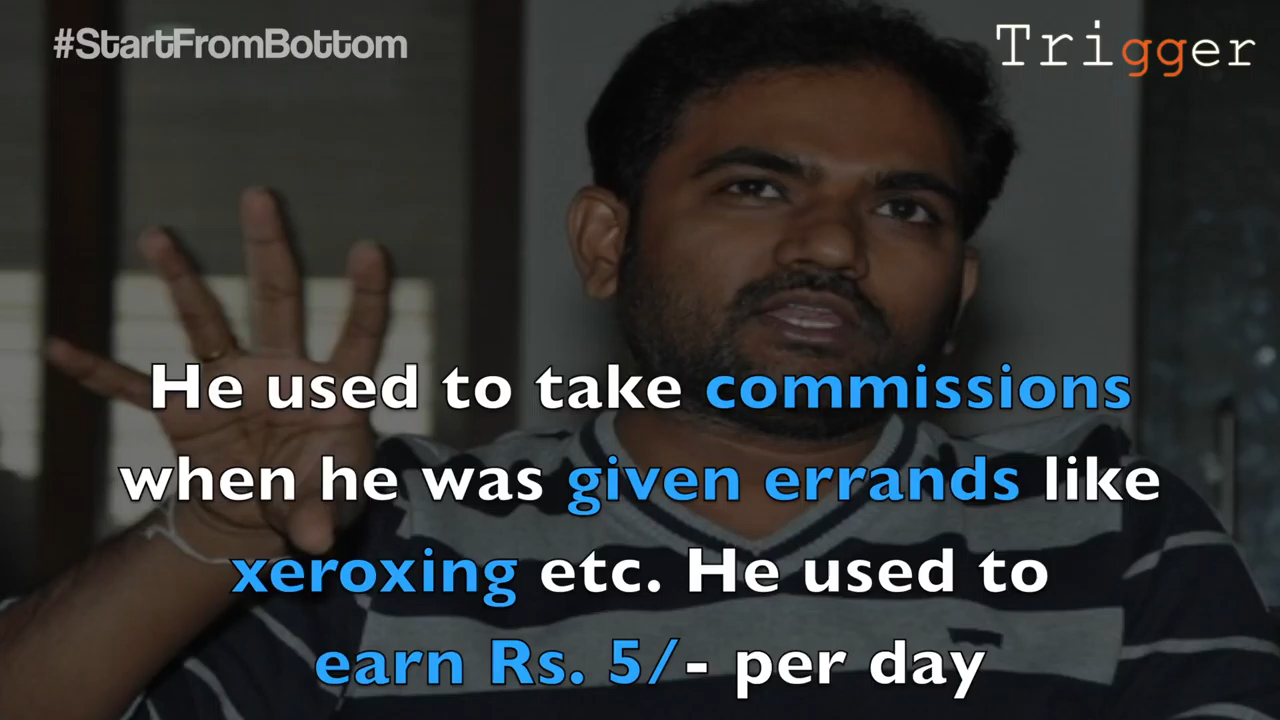 #StartFromBottom
Trigger
He used to take commissions
when he was given errands like
xeroxing etc. He used to
earn Rs. 5/- per day